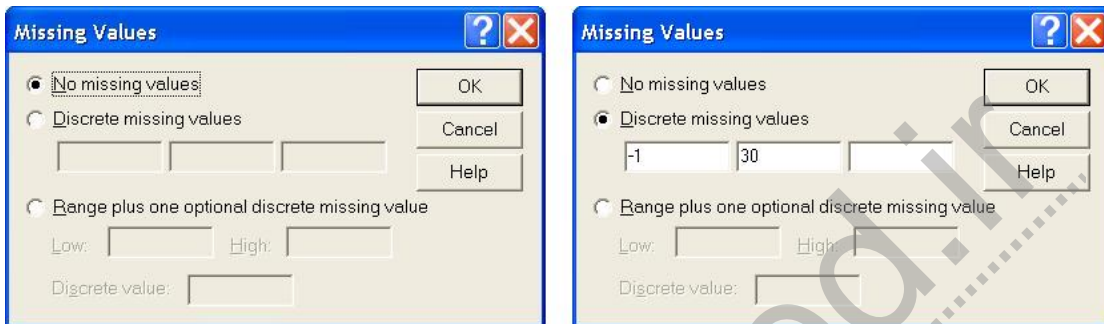 Missing Values
No missing values
OK
Discrete missing values
Cancel
Help
Range plus one optional discrete missing value
Low:
High:
Discrete value:
Missing Values
No missing values
OK
Discrete missing values
Cancel
-1
30
Help
Range plus one optional discrete missing value
Low:
High:
Discrete value: